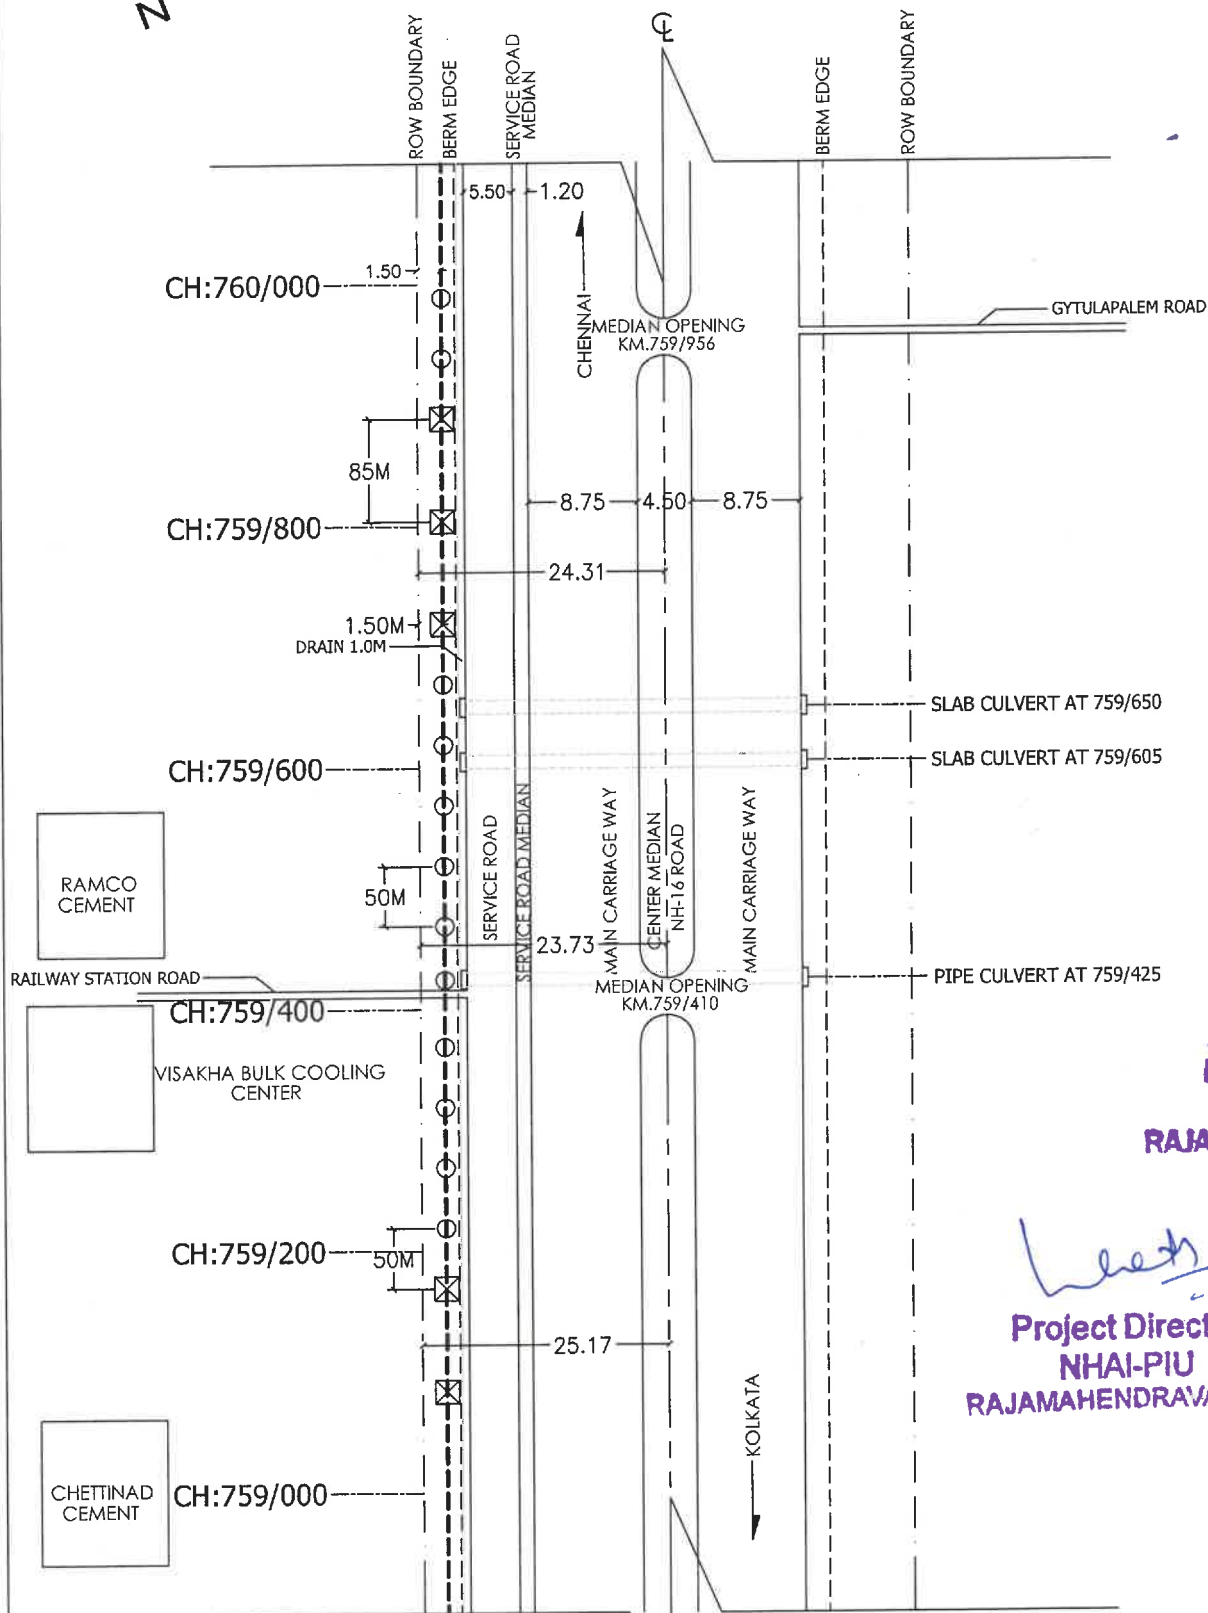 N
ROW BOUNDARY
BERM EDGE
SERVICE ROAD
MEDIAN
℄
BERM EDGE
ROW BOUNDARY
5.50
1.20
CHENNAI
1.50
CH:760/000
MEDIAN OPENING
KM.759/956
GYTULAPALEM ROAD
85M
8.75
4.50
8.75
CH:759/800
24.31
1.50M
DRAIN 1.0M
SLAB CULVERT AT 759/650
SLAB CULVERT AT 759/605
CH:759/600
RAMCO
CEMENT
50M
SERVICE ROAD
SERVICE ROAD MEDIAN
MAIN CARRIAGE WAY
CENTER MEDIAN
NH-16 ROAD
MAIN CARRIAGE WAY
23.73
RAILWAY STATION ROAD
MEDIAN OPENING
KM.759/410
PIPE CULVERT AT 759/425
CH:759/400
VISAKHA BULK COOLING
CENTER
RAJA
CH:759/200
50M
Project Direct
NHAI-PIU
RAJAMAHENDRAVA
25.17
KOLKATA
CHETTINAD
CEMENT
CH:759/000